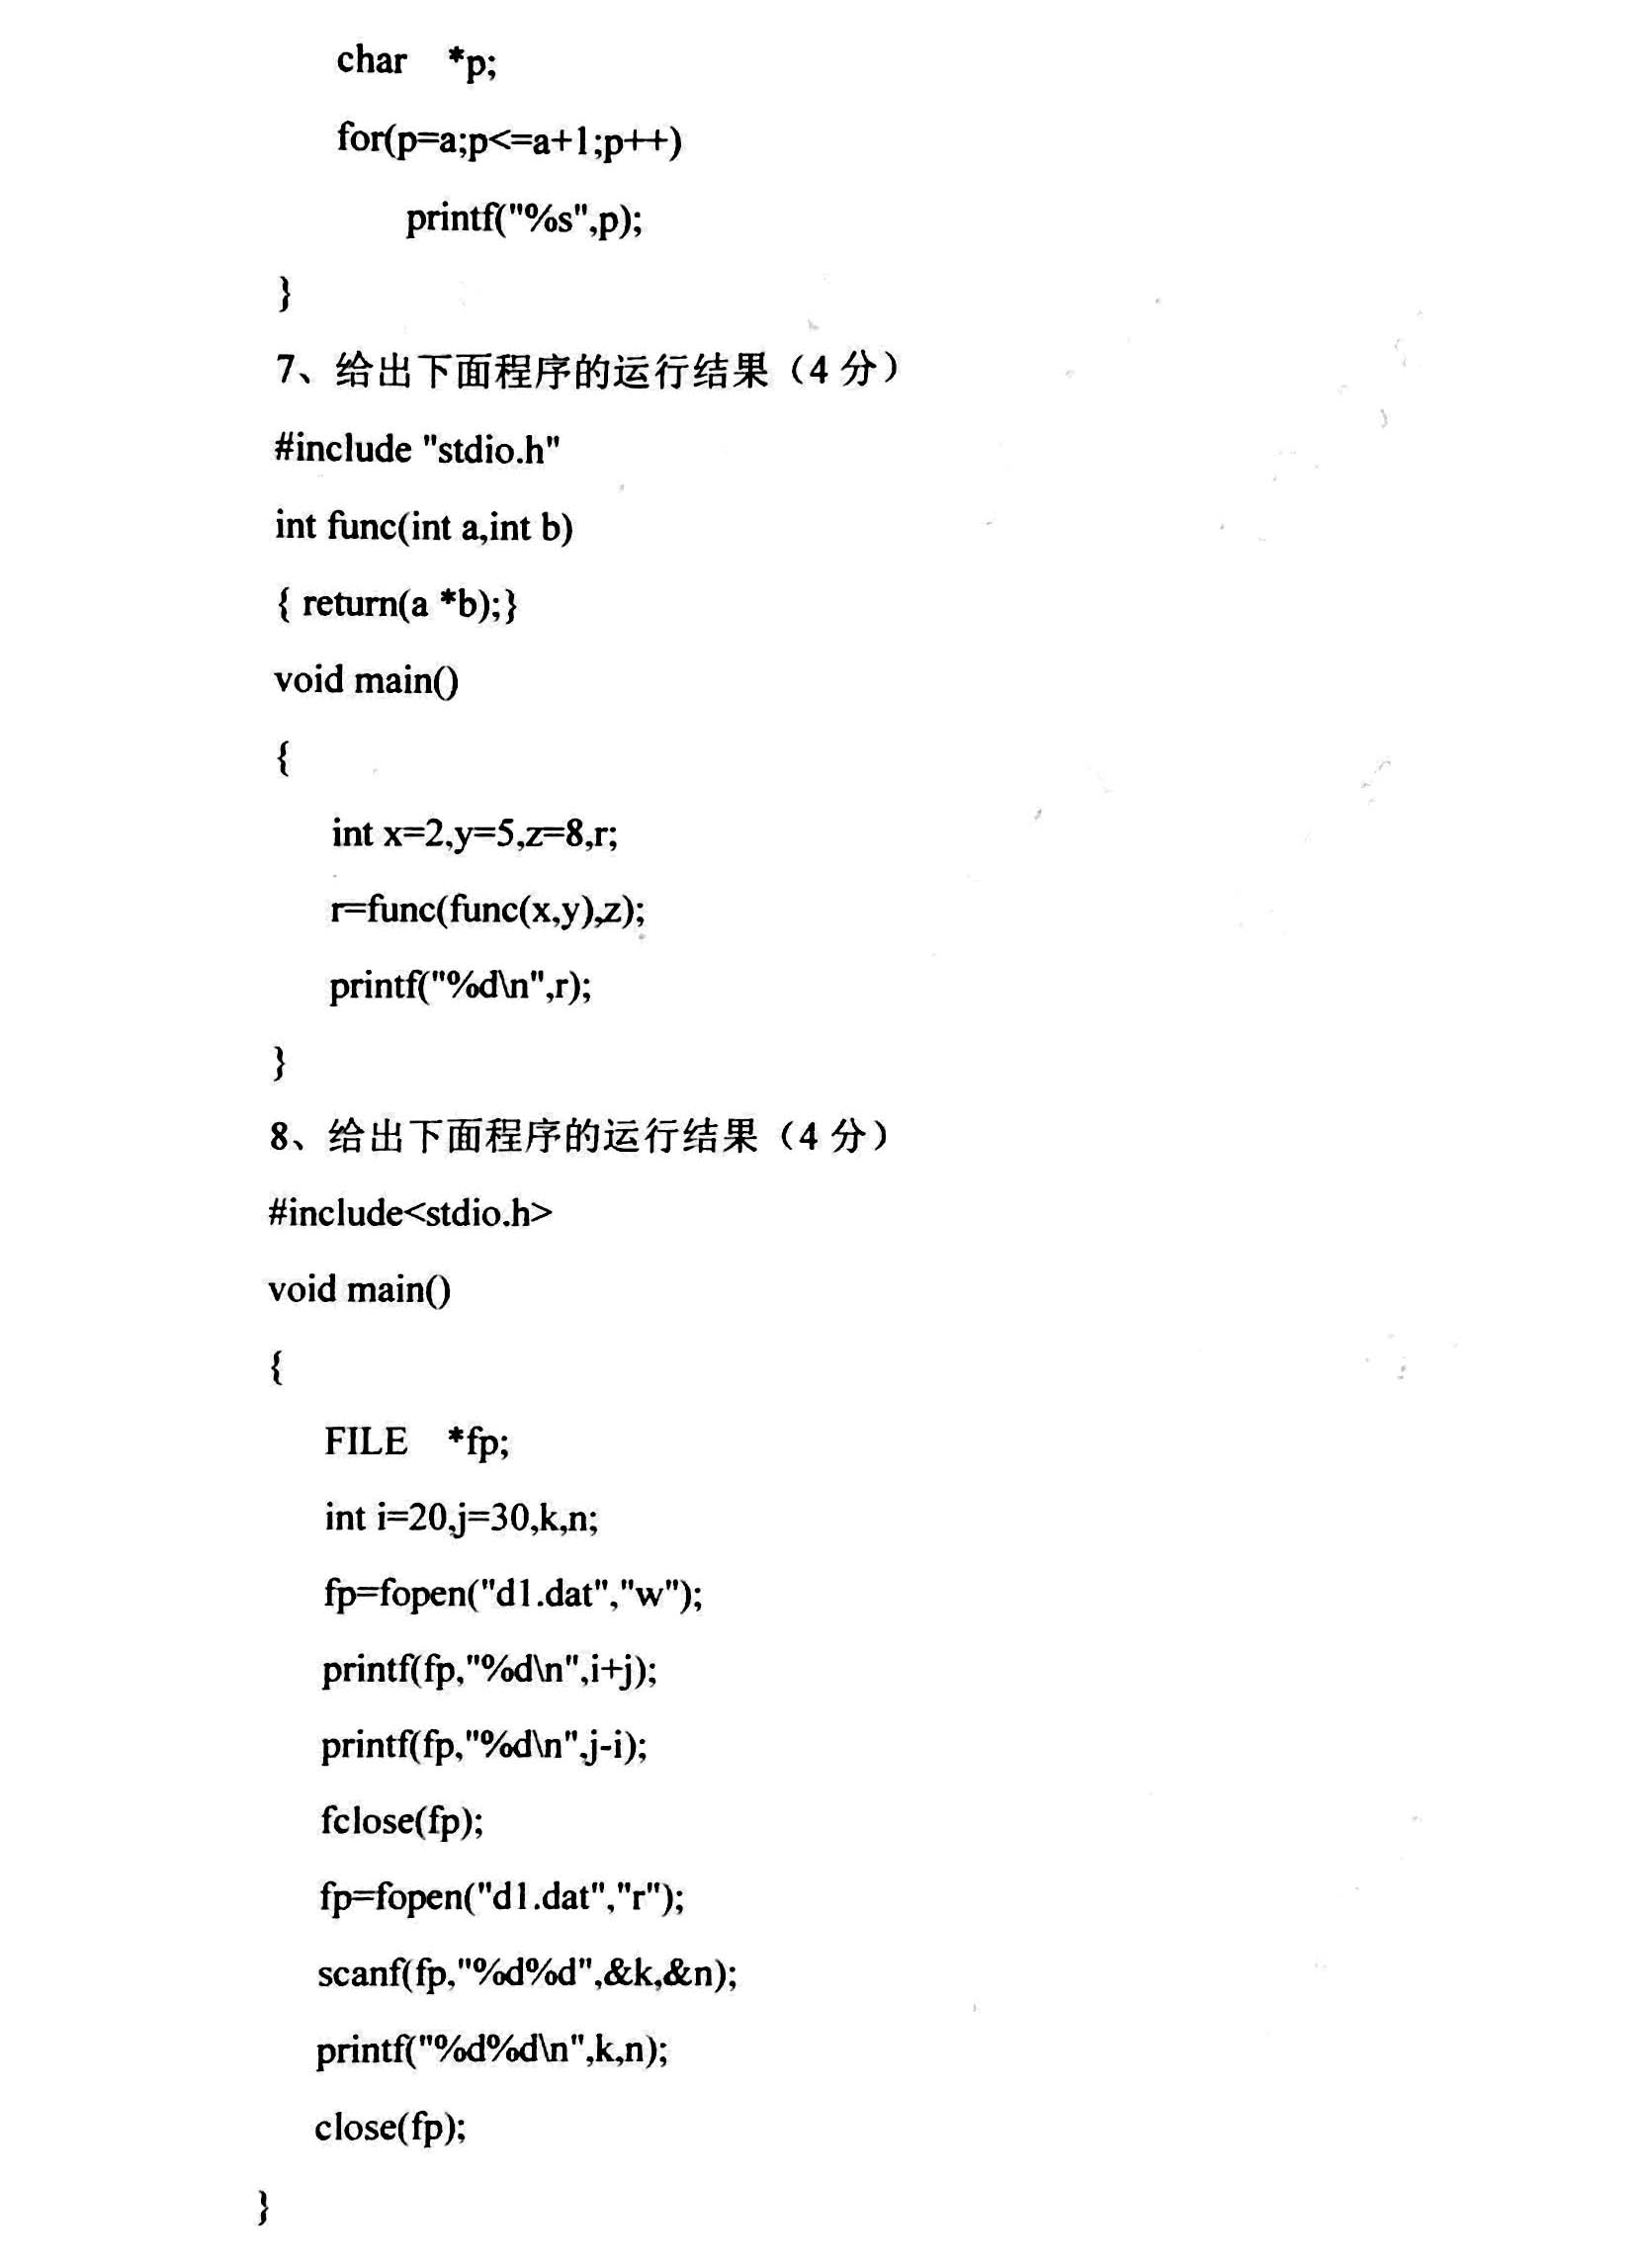 char *p;
for(p=a;p<=a+1;p++)
printf("%s",p);
}
7、给出下面程序的运行结果（4 分）
#include "stdio.h"
int func(int a,int b)
{ return(a *b);}
void main()
{
int x=2,y=5,z=8,r;
r=func(func(x,y),z);
printf("%d\n",r);
}
8、给出下面程序的运行结果（4 分）
#include<stdio.h>
void main()
{
FILE *fp;
int i=20,j=30,k,n;
fp=fopen("d1.dat","w");
printf(fp,"%d\n",i+j);
printf(fp,"%d\n",j-i);
fclose(fp);
fp=fopen("d1.dat","r");
scanf(fp,"%d%d",&k,&n);
printf("%d%d\n",k,n);
close(fp);
}